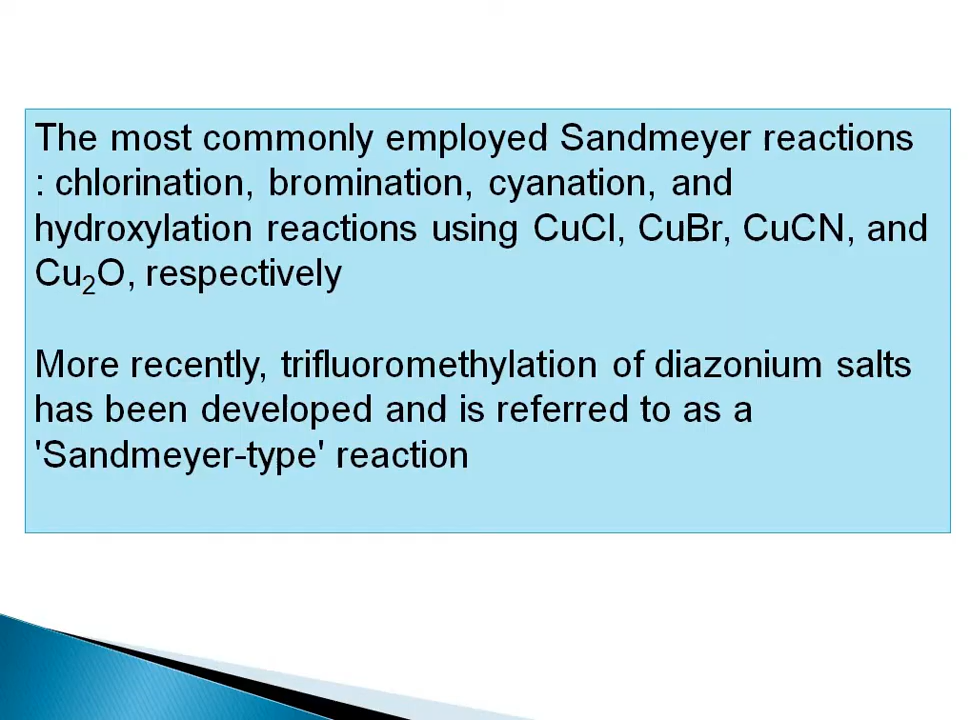 The most commonly employed Sandmeyer reactions
: chlorination, bromination, cyanation, and
hydroxylation reactions using CuCl, CuBr, CuCN, and
Cu₂O, respectively
More recently, trifluoromethylation of diazonium salts
has been developed and is referred to as a
'Sandmeyer-type' reaction